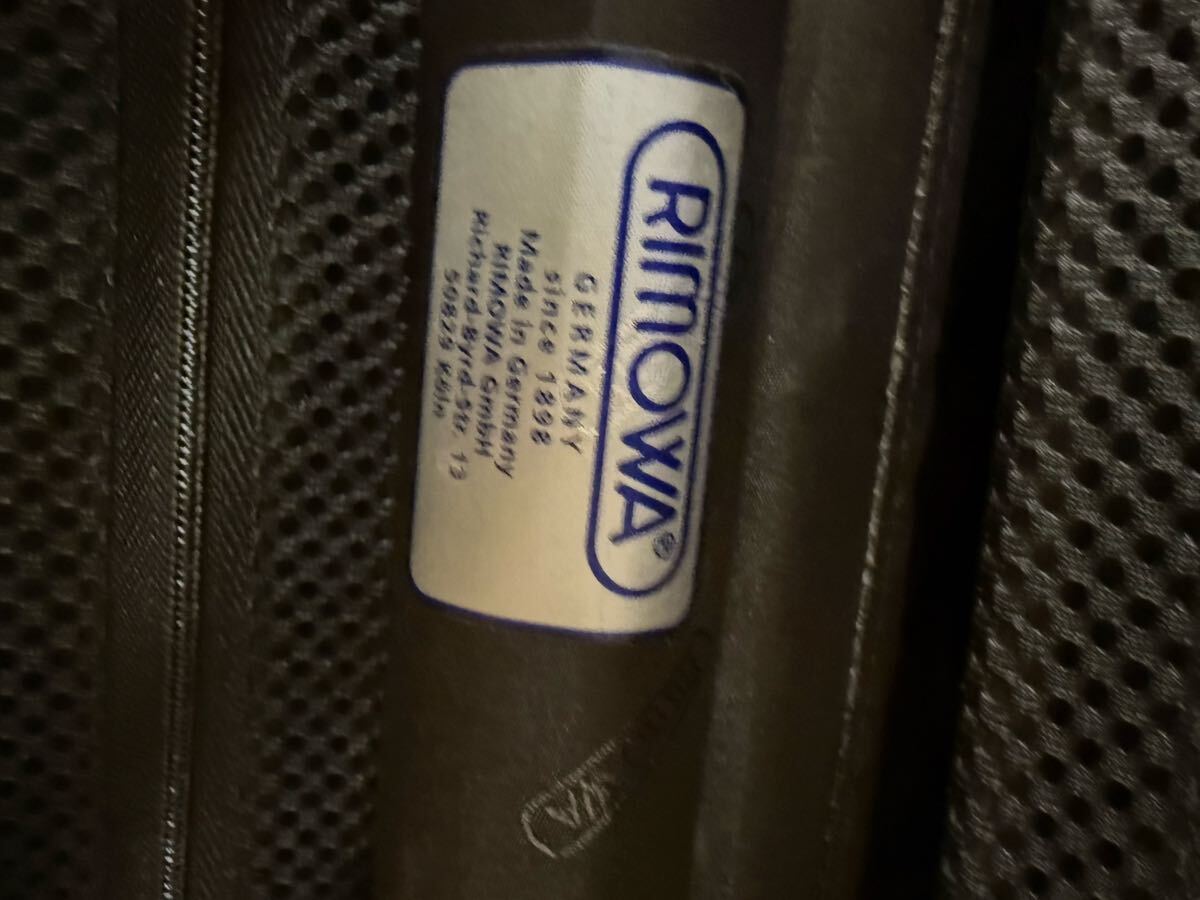 RIMOWA®
GERMANY
since 1898
Made in Germany
RIMOWA GmbH
Richard-Byrd-Str. 13
50829 Köln